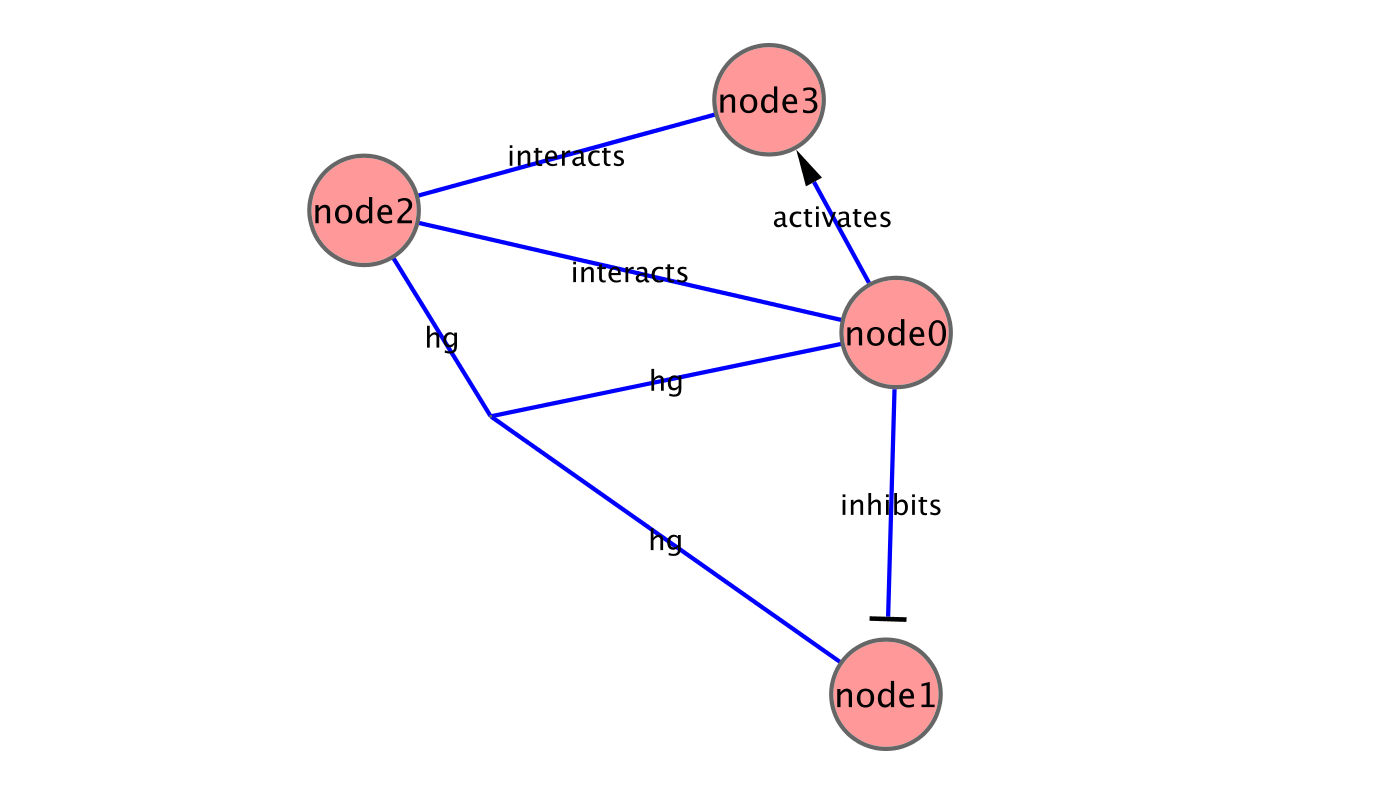 node3
interacts
node2
activates
interacts
node0
hg
hg
inhibits
hg
node1